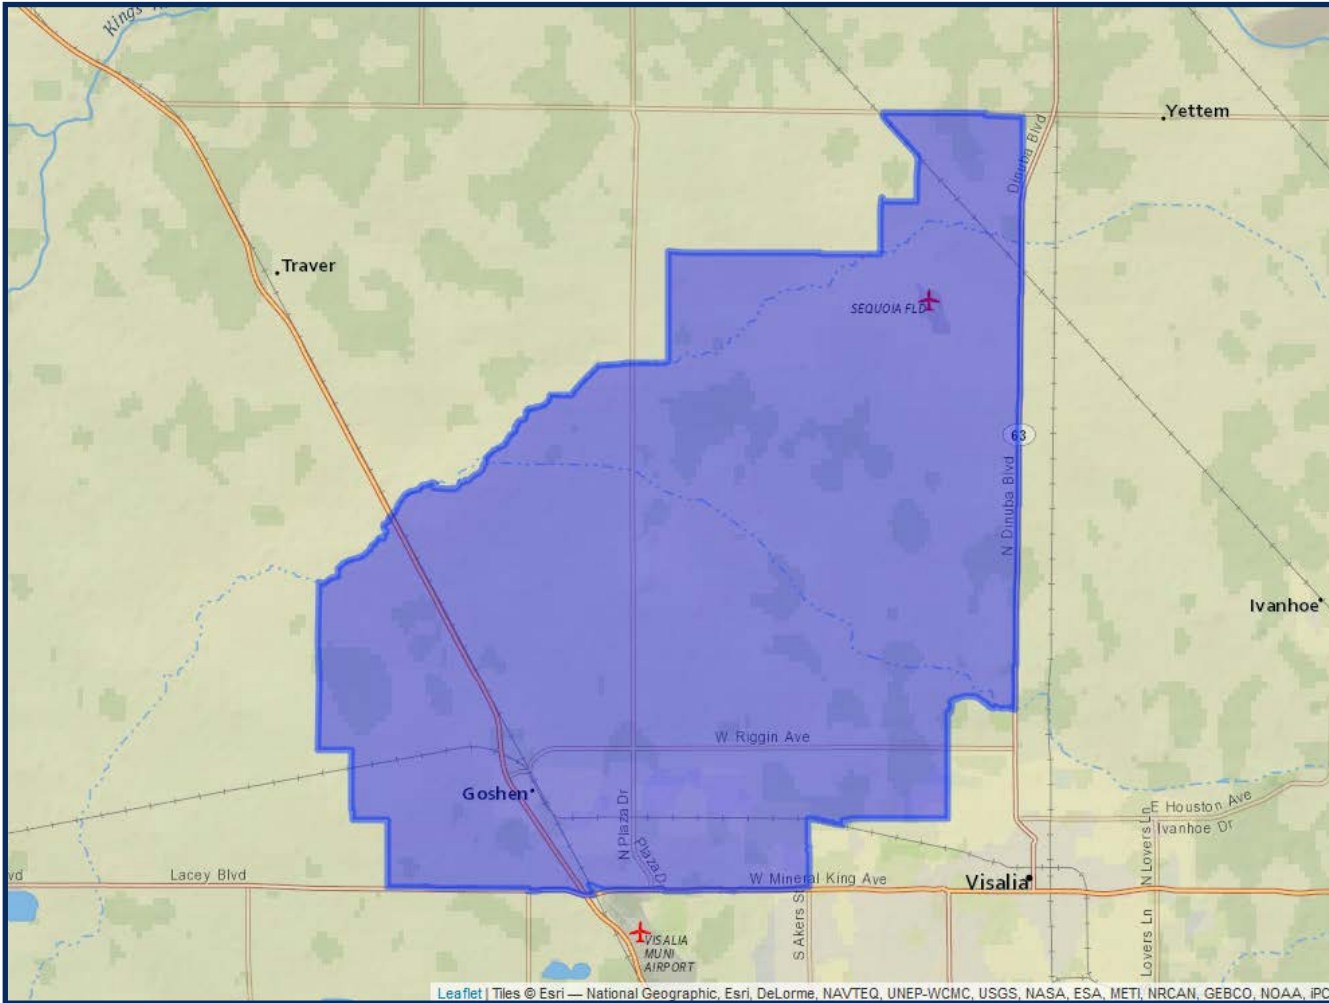 Kings
Yettem
Dinuba Blvd
Traver
SEQUOIA FLD
63
N Dinuba Blvd
Ivanhoe
W Riggin Ave
Goshen
N Plaza Dr
Plaza Dr
E Houston Ave
Ivanhoe Dr
N Lovers Ln
vd
Lacey Blvd
W Mineral King Ave
Visalia
S Akers St
Lovers Ln
VISALIA
MUNI
AIRPORT
Leaflet | Tiles © Esri — National Geographic, Esri, DeLorme, NAVTEQ, UNEP-WCMC, USGS, NASA, ESA, METI, NRCAN, GEBCO, NOAA, iPC